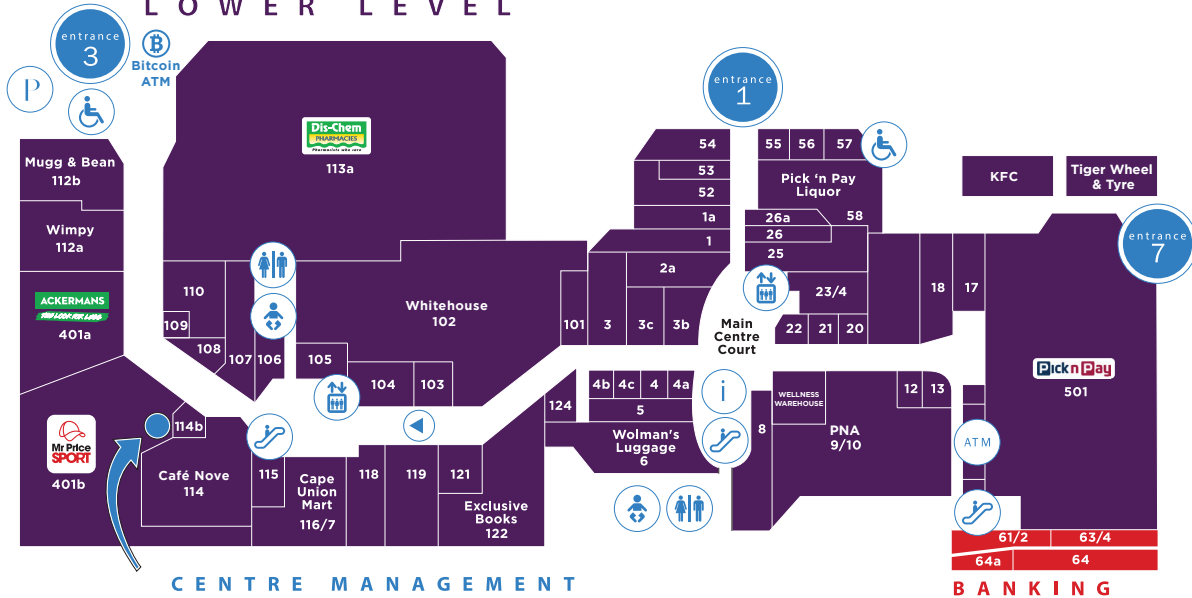 LOWER LEVEL
entrance
3
Bitcoin
ATM
P
entrance
1
entrance
7
Mugg & Bean
112b
Wimpy
112a
ACKERMANS
401a
Mr Price
SPORT
401b
Dis-Chem
PHARMACIES
Pharmacists who care
113a
110
109
108
107
106
105
104
103
Whitehouse
102
101
114b
Café Nove
114
115
Cape
Union
Mart
116/7
118
119
121
Exclusive
Books
122
124
54
53
52
1a
1
2a
3
3c
3b
4b
4c
4
4a
5
Wolman's
Luggage
6
55
56
57
Pick 'n Pay
Liquor
58
26a
26
25
23/4
22
21
20
18
17
Main
Centre
Court
i
8
WELLNESS
WAREHOUSE
PNA
9/10
12
13
ATM
KFC
Tiger Wheel
& Tyre
Pick n Pay
501
61/2
63/4
64a
64
BANKING
CENTRE MANAGEMENT